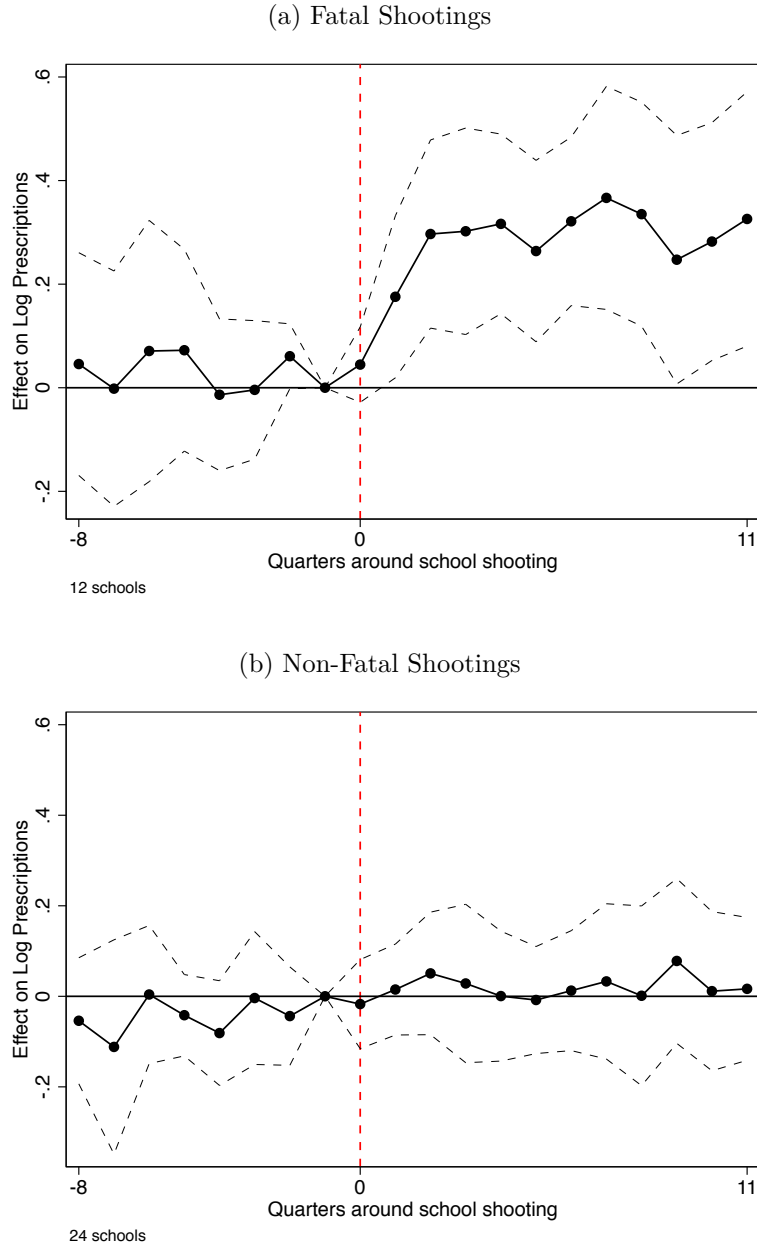 (a) Fatal Shootings
Effect on Log Prescriptions
.6
.4
.2
0
-.2
-8
0
11
Quarters around school shooting
12 schools
(b) Non-Fatal Shootings
Effect on Log Prescriptions
.6
.4
.2
0
-.2
-8
0
11
Quarters around school shooting
24 schools